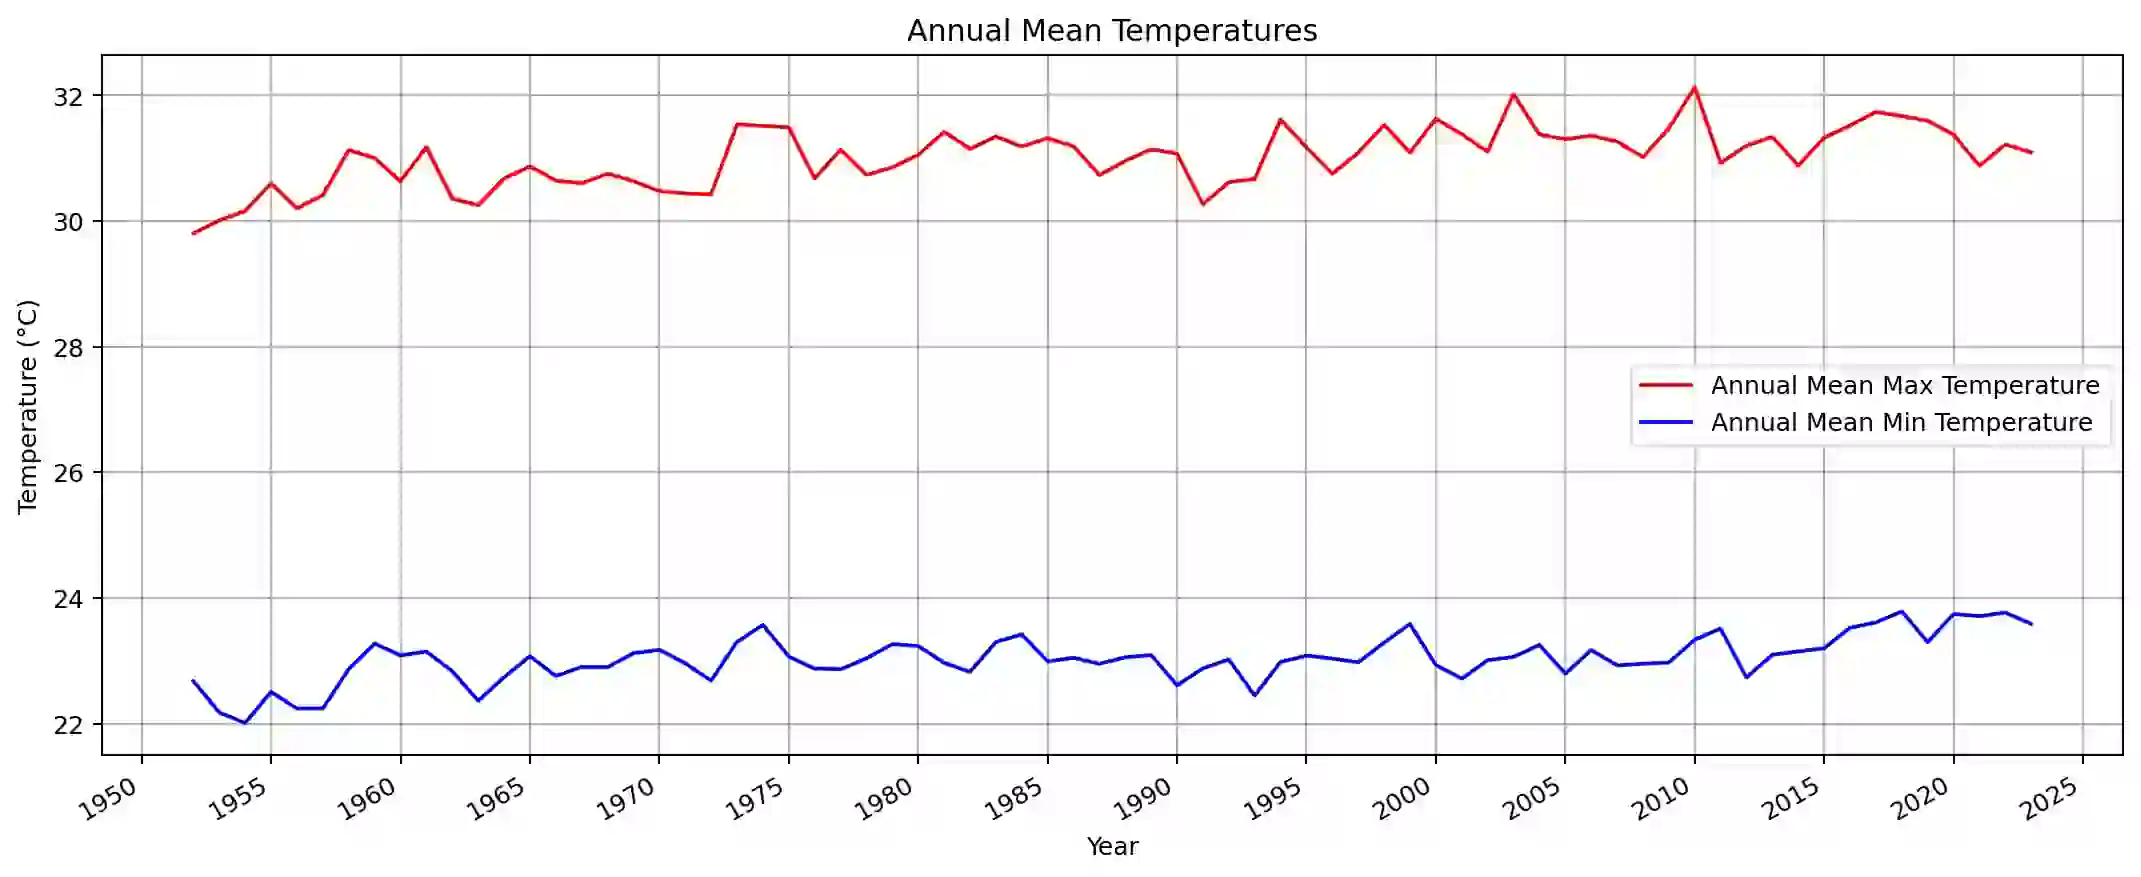 Annual Mean Temperatures
32
30
28
26
24
22
Temperature (°C)
Annual Mean Max Temperature
Annual Mean Min Temperature
1950 1955 1960 1965 1970 1975 1980 1985 1990 1995 2000 2005 2010 2015 2020 2025
Year